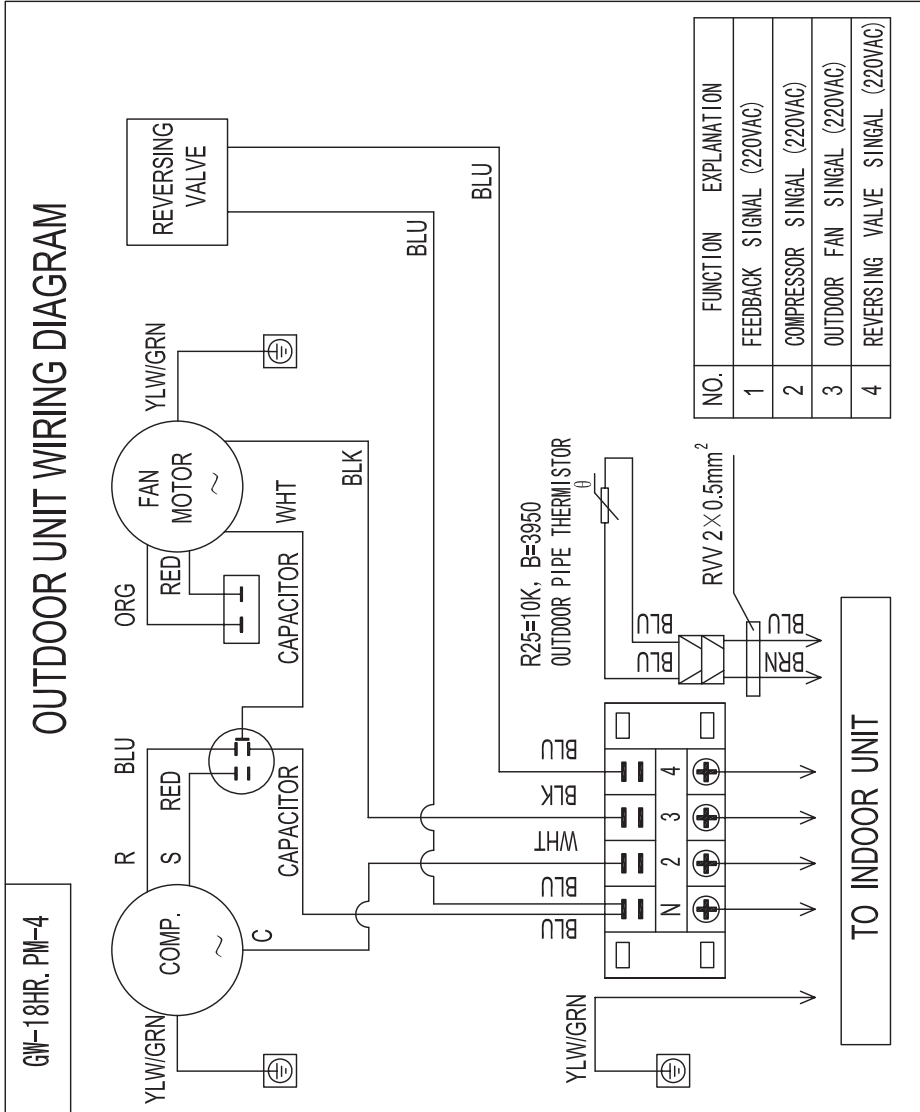 GW-18HR. PM-4
OUTDOOR UNIT WIRING DIAGRAM
YLW/GRN
COMP.
~
R
S
C
BLU
RED
CAPACITOR
ORG
RED
CAPACITOR
FAN
MOTOR
~
YLW/GRN
WHT
BLK
REVERSING
VALVE
BLU
BLU
YLW/GRN
BLU
BLU
WHT
BLK
BLU
N
2
3
4
R25=10K, B=3950
OUTDOOR PIPE THERMISTOR
θ
BLU
BLU
BRN
BLU
RVV 2×0.5mm²
TO INDOOR UNIT
NO. FUNCTION EXPLANATION
1 FEEDBACK SIGNAL (220VAC)
2 COMPRESSOR SINGAL (220VAC)
3 OUTDOOR FAN SINGAL (220VAC)
4 REVERSING VALVE SINGAL (220VAC)